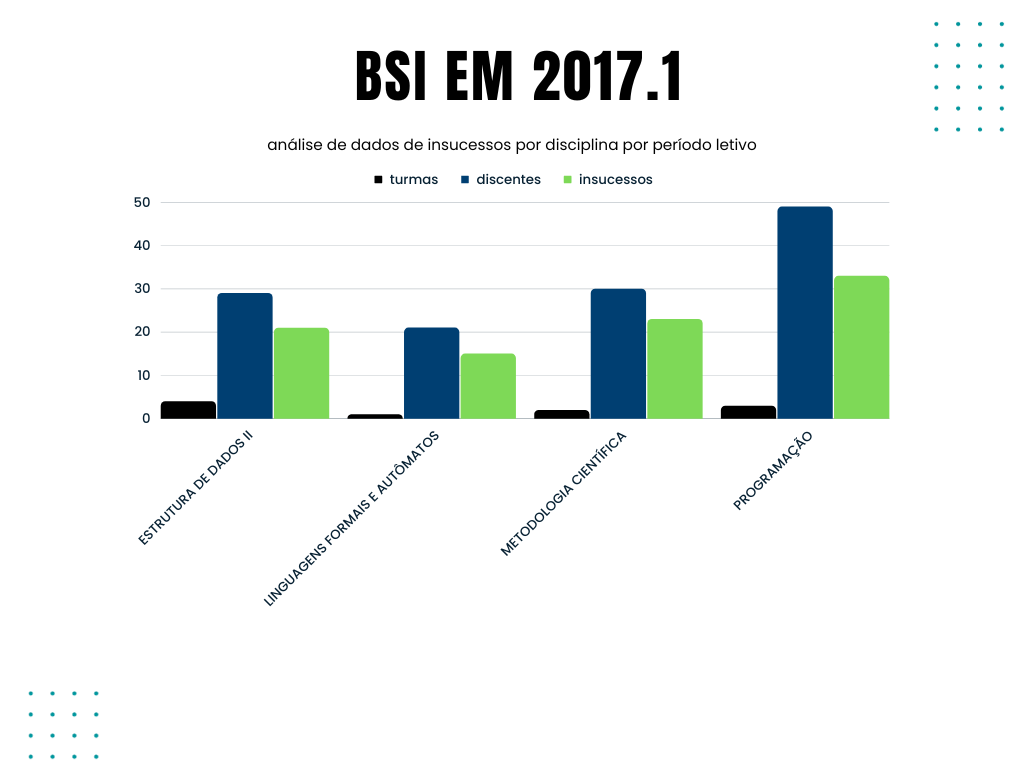 BSI EM 2017.1
análise de dados de insucessos por disciplina por período letivo
turmas discentes insucessos
50
40
30
20
10
0
ESTRUTURA DE DADOS II
LINGUAGENS FORMAIS E AUTÔMATOS
METODOLOGIA CIENTÍFICA
PROGRAMAÇÃO